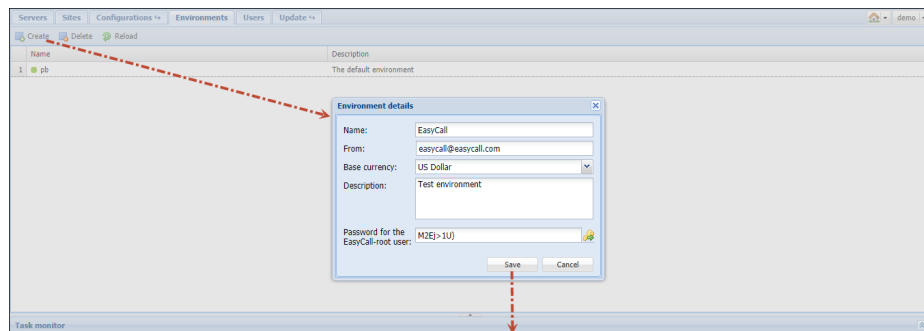 Servers Sites Configurations Environments Users Update demo
Create Delete Reload
Name Description
1 pb The default environment
Environment details
Name: EasyCall
From: easycall@easycall.com
Base currency: US Dollar
Description: Test environment
Password for the
EasyCall-root user: M2Ej>1U}
Save Cancel
Task monitor